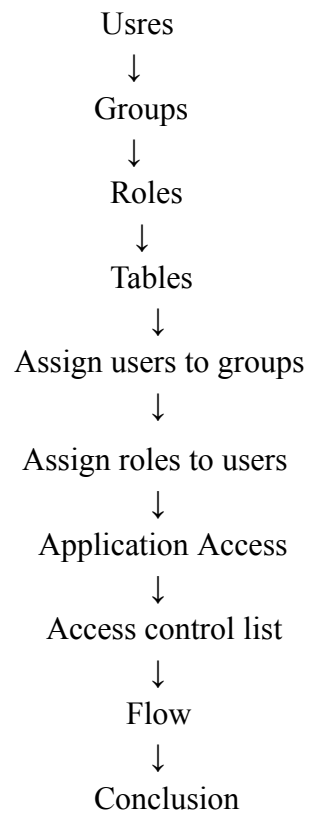 Usres
↓
Groups
↓
Roles
↓
Tables
↓
Assign users to groups
↓
Assign roles to users
↓
Application Access
↓
Access control list
↓
Flow
↓
Conclusion